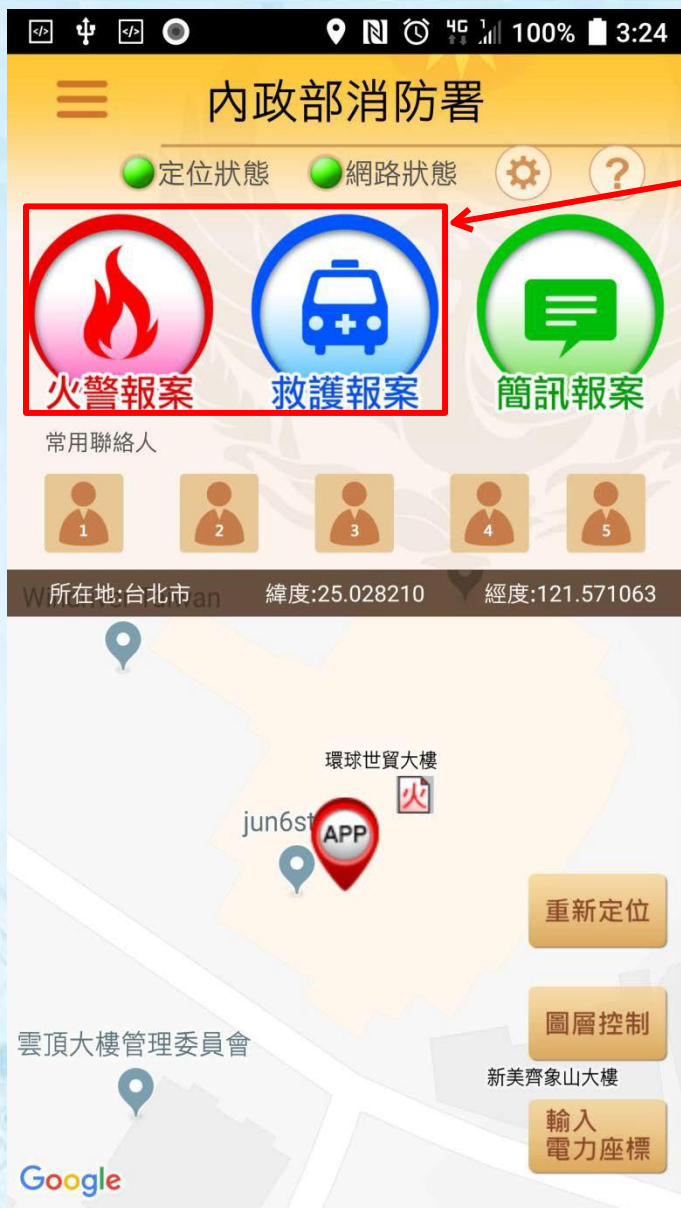 4G 100% 3:24
內政部消防署
定位狀態 網路狀態 ?
火警報案 救護報案 簡訊報案
常用聯絡人
1 2 3 4 5
所在地:台北市 緯度:25.028210 經度:121.571063
環球世貿大樓
火
jun6st
APP
重新定位
雲頂大樓管理委員會
圖層控制
新美齊象山大樓
輸入
電力座標
Google